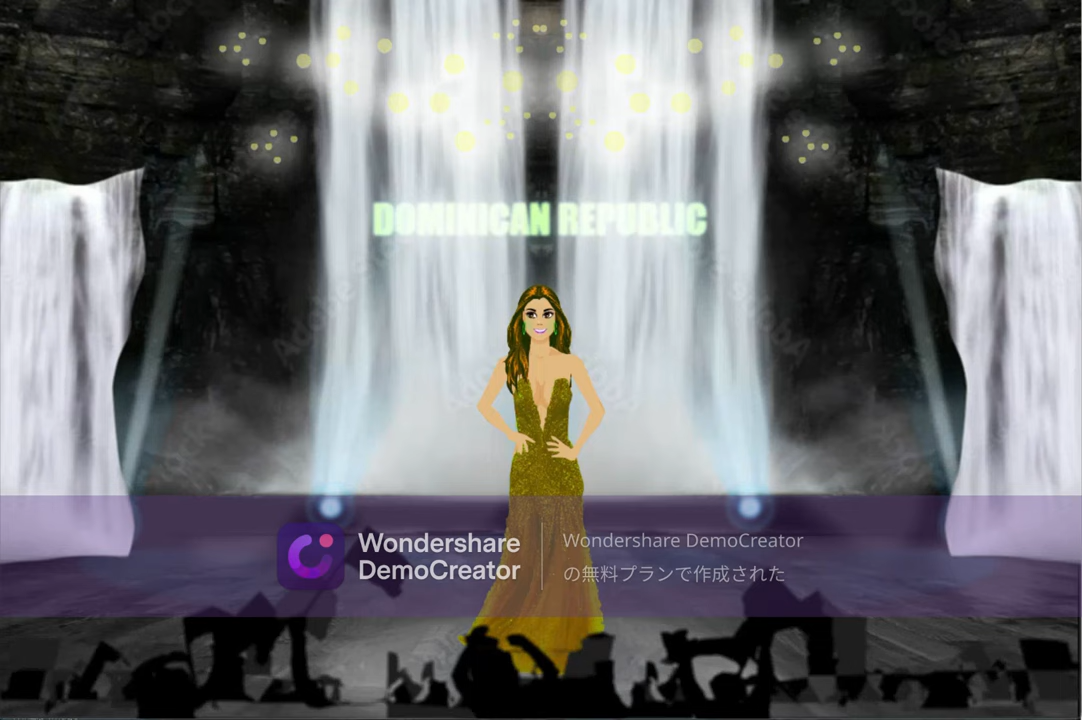 DOMINICAN REPUBLIC
Wondershare
DemoCreator
Wondershare DemoCreator
の無料プランで作成された